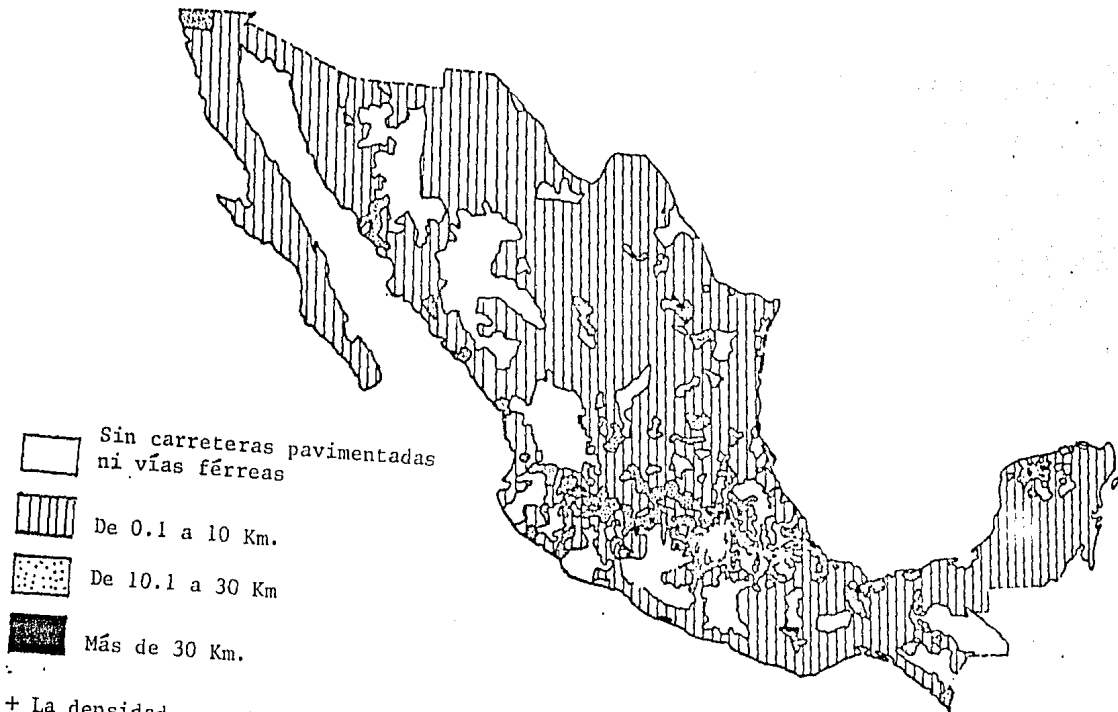 Sin carreteras pavimentadas
ni vías férreas
De 0.1 a 10 Km.
De 10.1 a 30 Km
Más de 30 Km.
+ La densidad